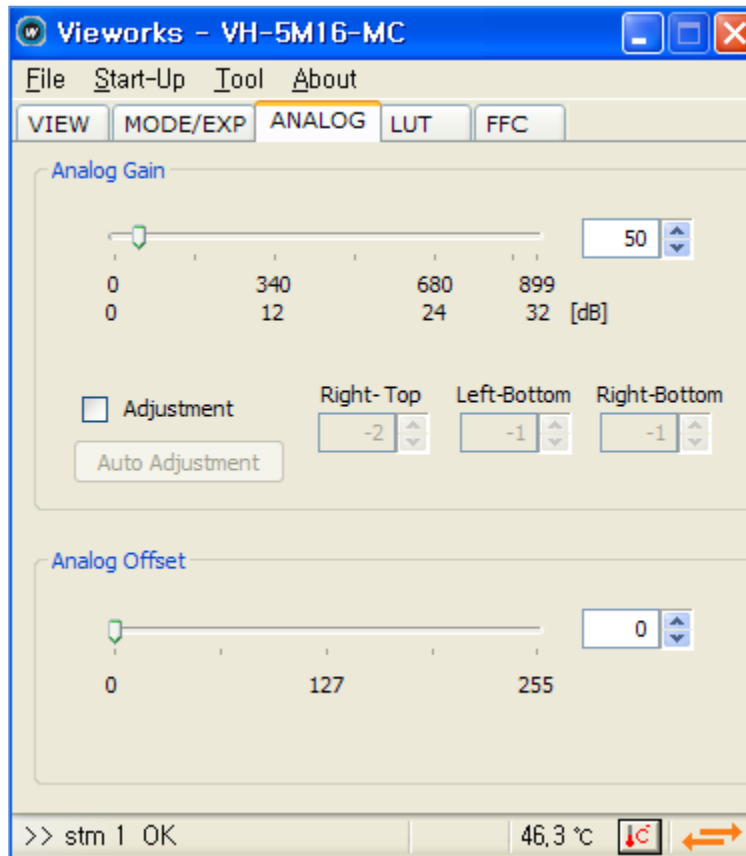 Vieworks - VH-5M16-MC
File Start-Up Tool About
VIEW MODE/EXP ANALOG LUT FFC
Analog Gain
50
0 340 680 899
0 12 24 32 [dB]
Right-Top Left-Bottom Right-Bottom
Adjustment -2 -1 -1
Auto Adjustment
Analog Offset
0
0 127 255
>> stm 1 OK 46,3 ℃